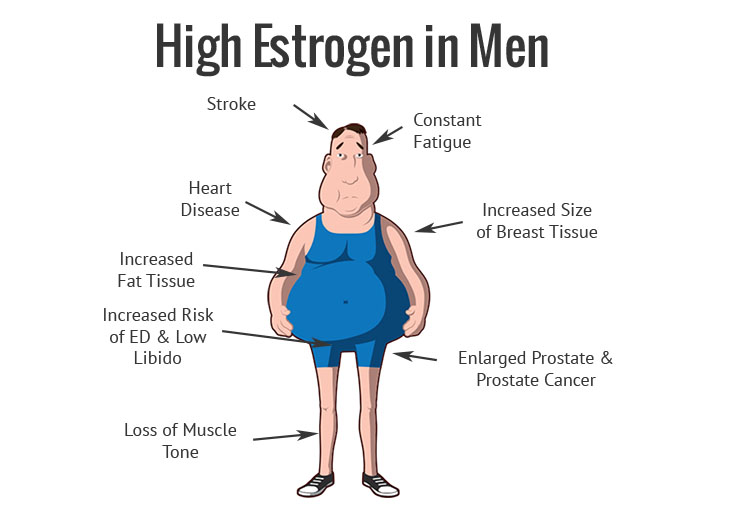 High Estrogen in Men
Stroke
Constant
Fatigue
Heart
Disease
Increased Size
of Breast Tissue
Increased
Fat Tissue
Increased Risk
of ED & Low
Libido
Enlarged Prostate &
Prostate Cancer
Loss of Muscle
Tone